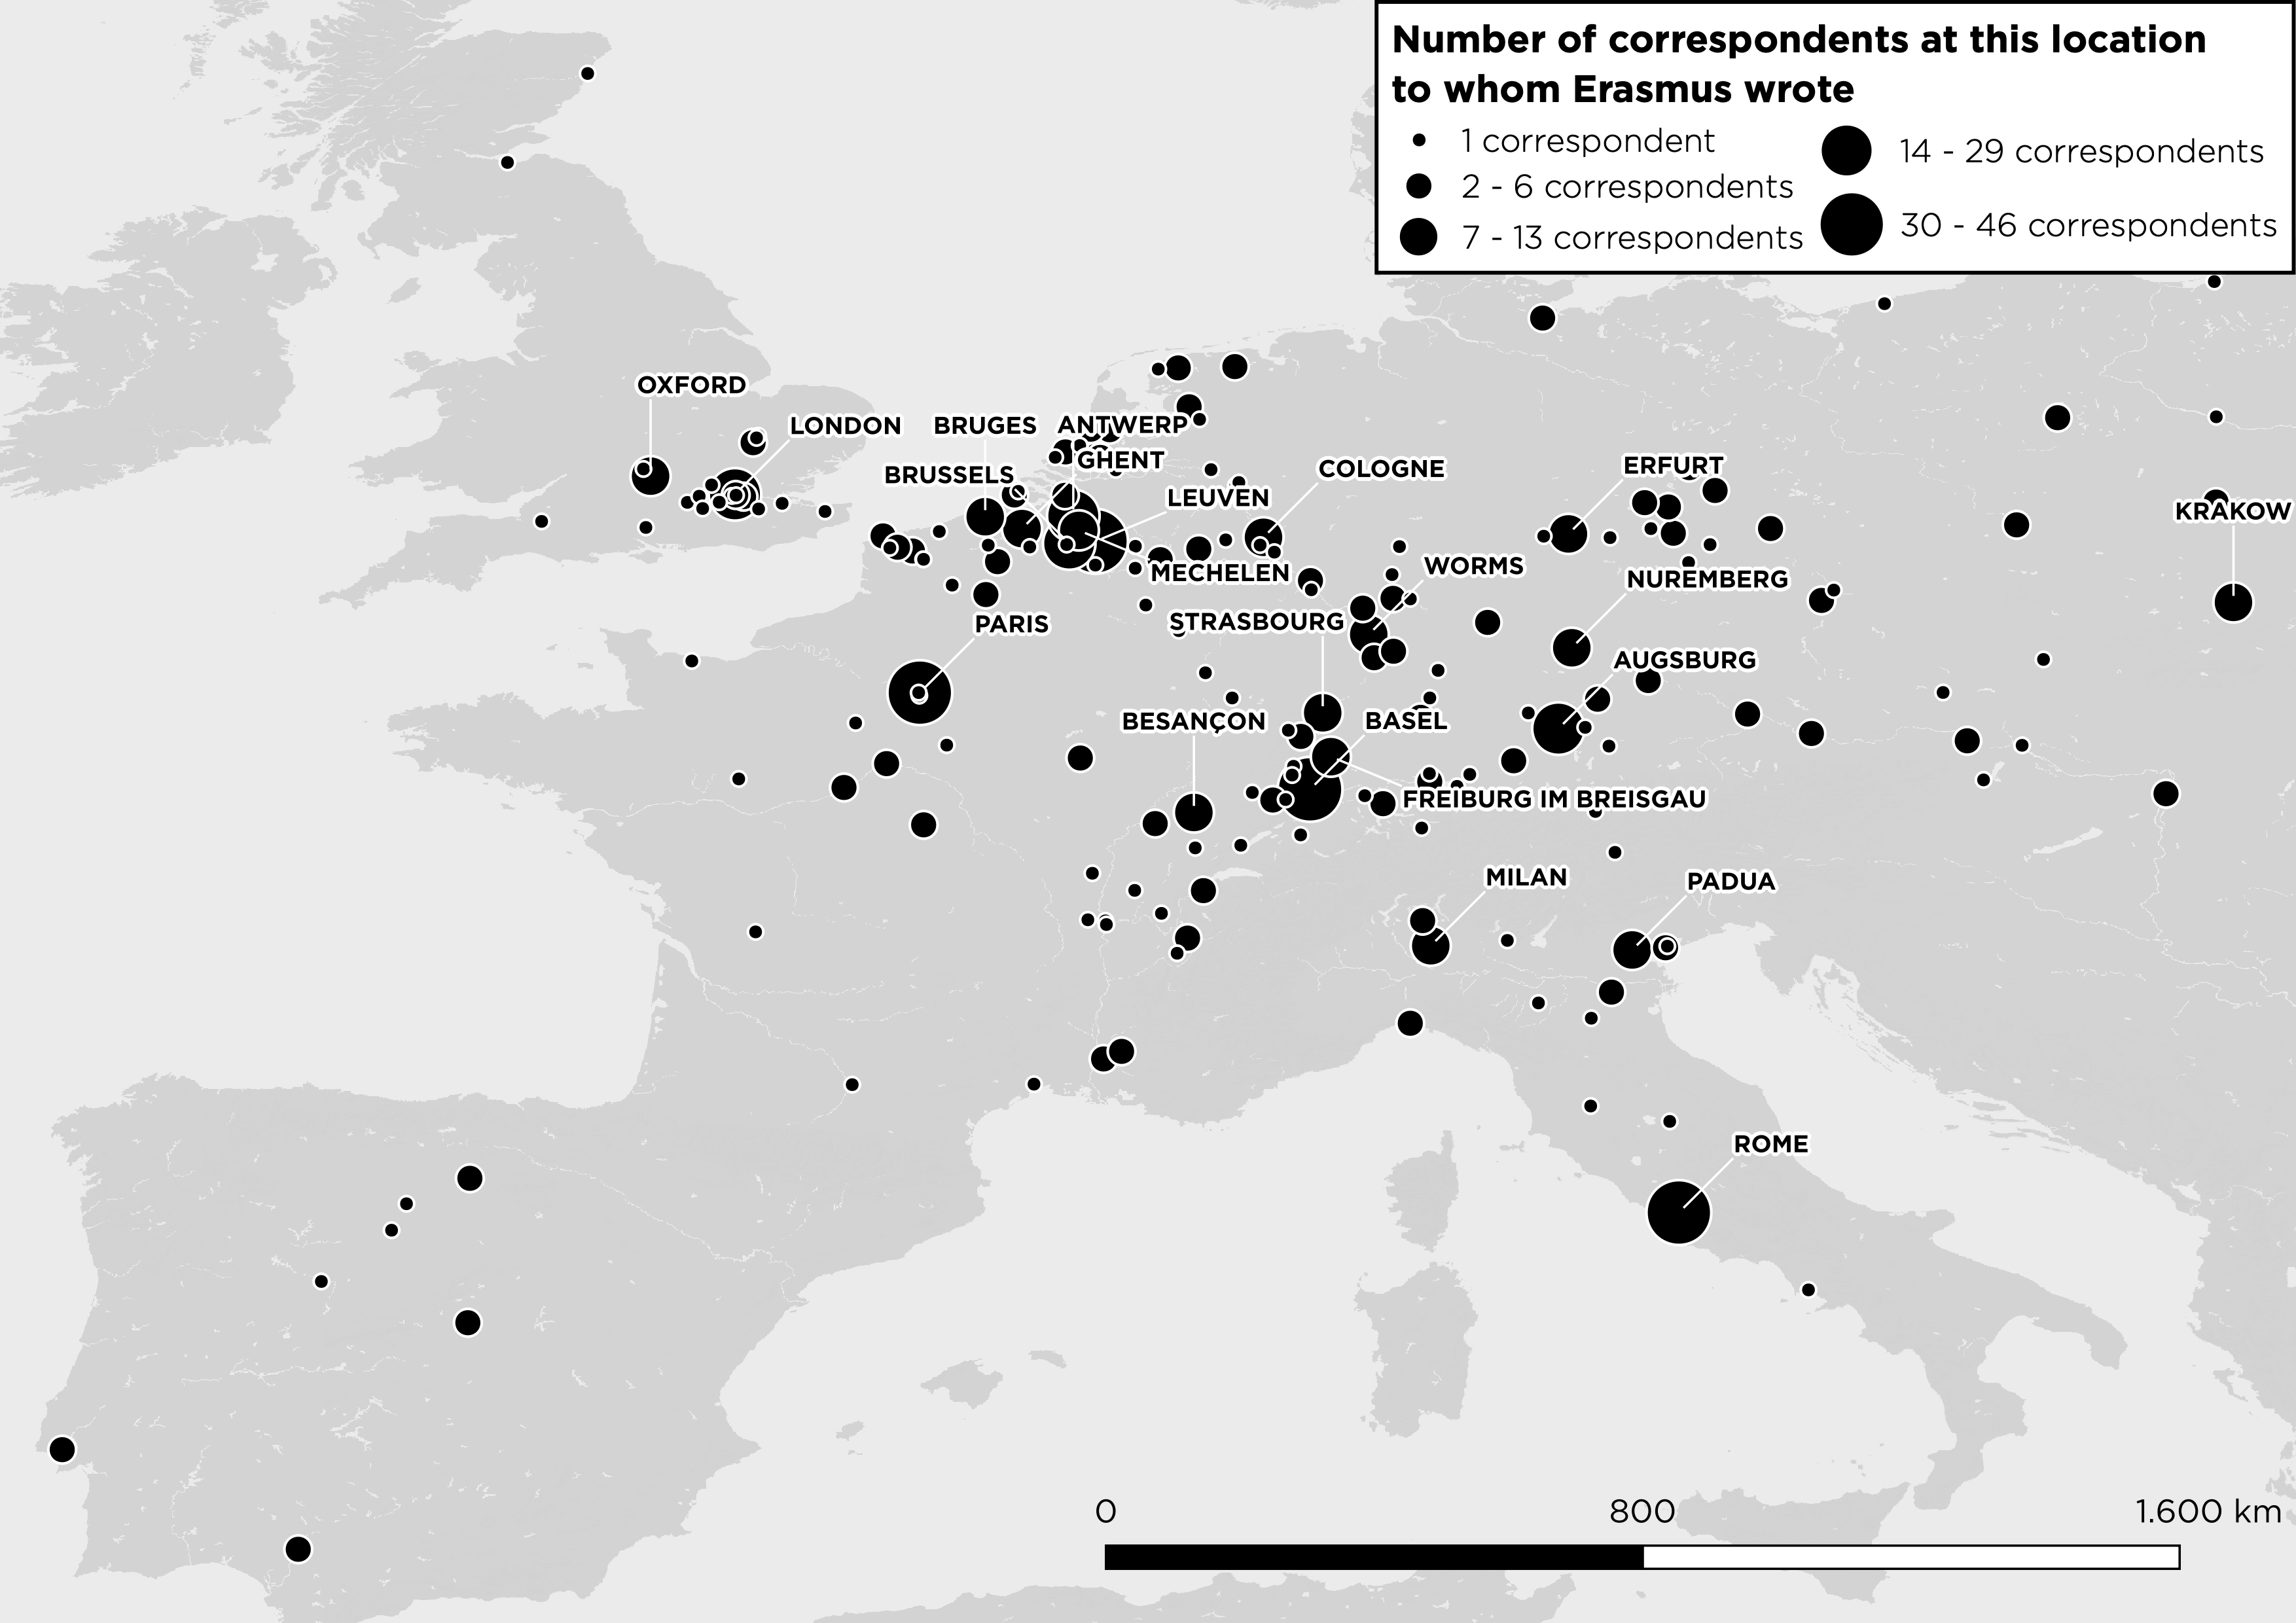 Number of correspondents at this location
to whom Erasmus wrote
1 correspondent
2 - 6 correspondents
7 - 13 correspondents
14 - 29 correspondents
30 - 46 correspondents
OXFORD
LONDON
BRUGES
ANTWERP
GHENT
BRUSSELS
COLOGNE
ERFURT
LEUVEN
KRAKOW
MECHELEN
WORMS
NUREMBERG
PARIS
STRASBOURG
AUGSBURG
BESANÇON
BASEL
FREIBURG IM BREISGAU
MILAN
PADUA
ROME
0
800
1.600 km